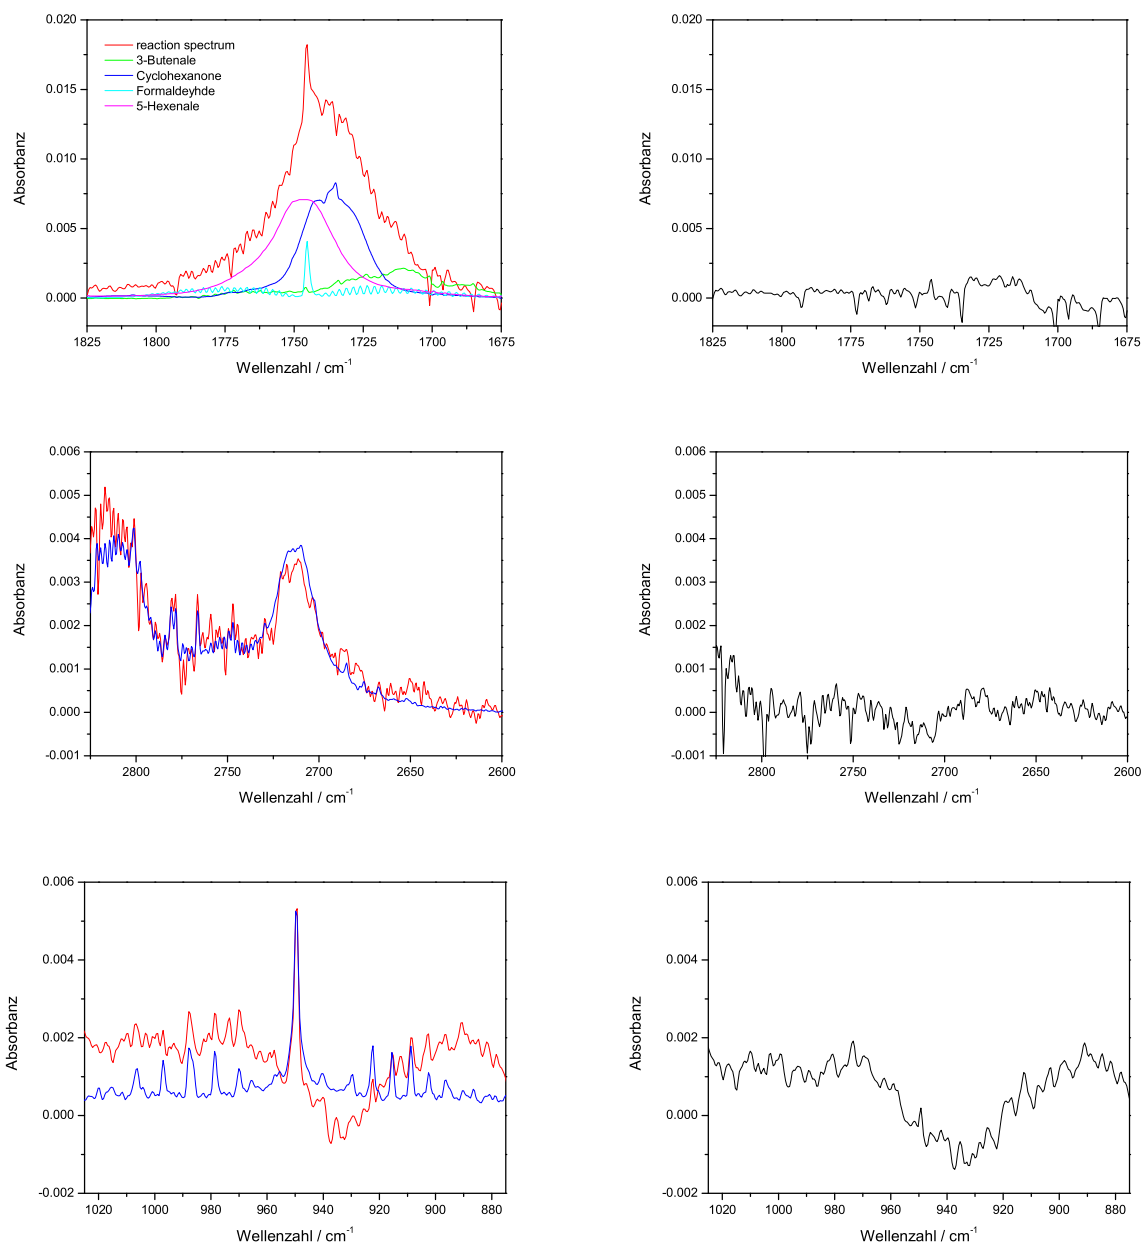 0.020
0.015
0.010
0.005
0.000
Absorbanz
reaction spectrum
3-Butenale
Cyclohexanone
Formaldeyhde
5-Hexenale
1825 1800 1775 1750 1725 1700 1675
Wellenzahl / cm⁻¹
0.020
0.015
0.010
0.005
0.000
Absorbanz
1825 1800 1775 1750 1725 1700 1675
Wellenzahl / cm⁻¹
0.006
0.005
0.004
0.003
0.002
0.001
0.000
-0.001
Absorbanz
2800 2750 2700 2650 2600
Wellenzahl / cm⁻¹
0.006
0.005
0.004
0.003
0.002
0.001
0.000
-0.001
Absorbanz
2800 2750 2700 2650 2600
Wellenzahl / cm⁻¹
0.006
0.004
0.002
0.000
-0.002
Absorbanz
1020 1000 980 960 940 920 900 880
Wellenzahl / cm⁻¹
0.006
0.004
0.002
0.000
-0.002
Absorbanz
1020 1000 980 960 940 920 900 880
Wellenzahl / cm⁻¹